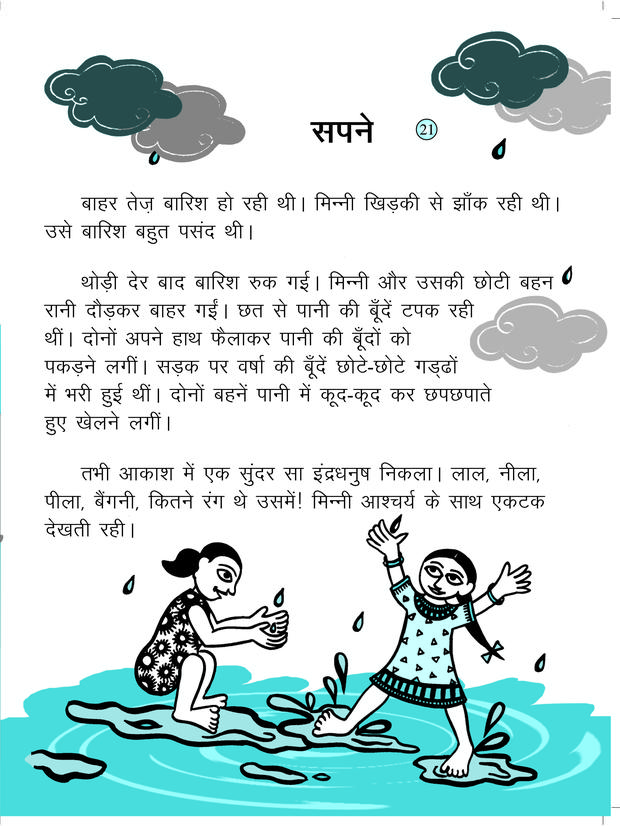 सपने 21
बाहर तेज़ बारिश हो रही थी। मिन्नी खिड़की से झाँक रही थी।
उसे बारिश बहुत पसंद थी।
थोड़ी देर बाद बारिश रुक गई। मिन्नी और उसकी छोटी बहन
रानी दौड़कर बाहर गईं। छत से पानी की बूँदें टपक रही
थीं। दोनों अपने हाथ फैलाकर पानी की बूँदों को
पकड़ने लगीं। सड़क पर वर्षा की बूँदें छोटे-छोटे गड्ढों
में भरी हुई थीं। दोनों बहनें पानी में कूद-कूद कर छपछपाते
हुए खेलने लगीं।
तभी आकाश में एक सुंदर सा इंद्रधनुष निकला। लाल, नीला,
पीला, बैंगनी, कितने रंग थे उसमें! मिन्नी आश्चर्य के साथ एकटक
देखती रही।